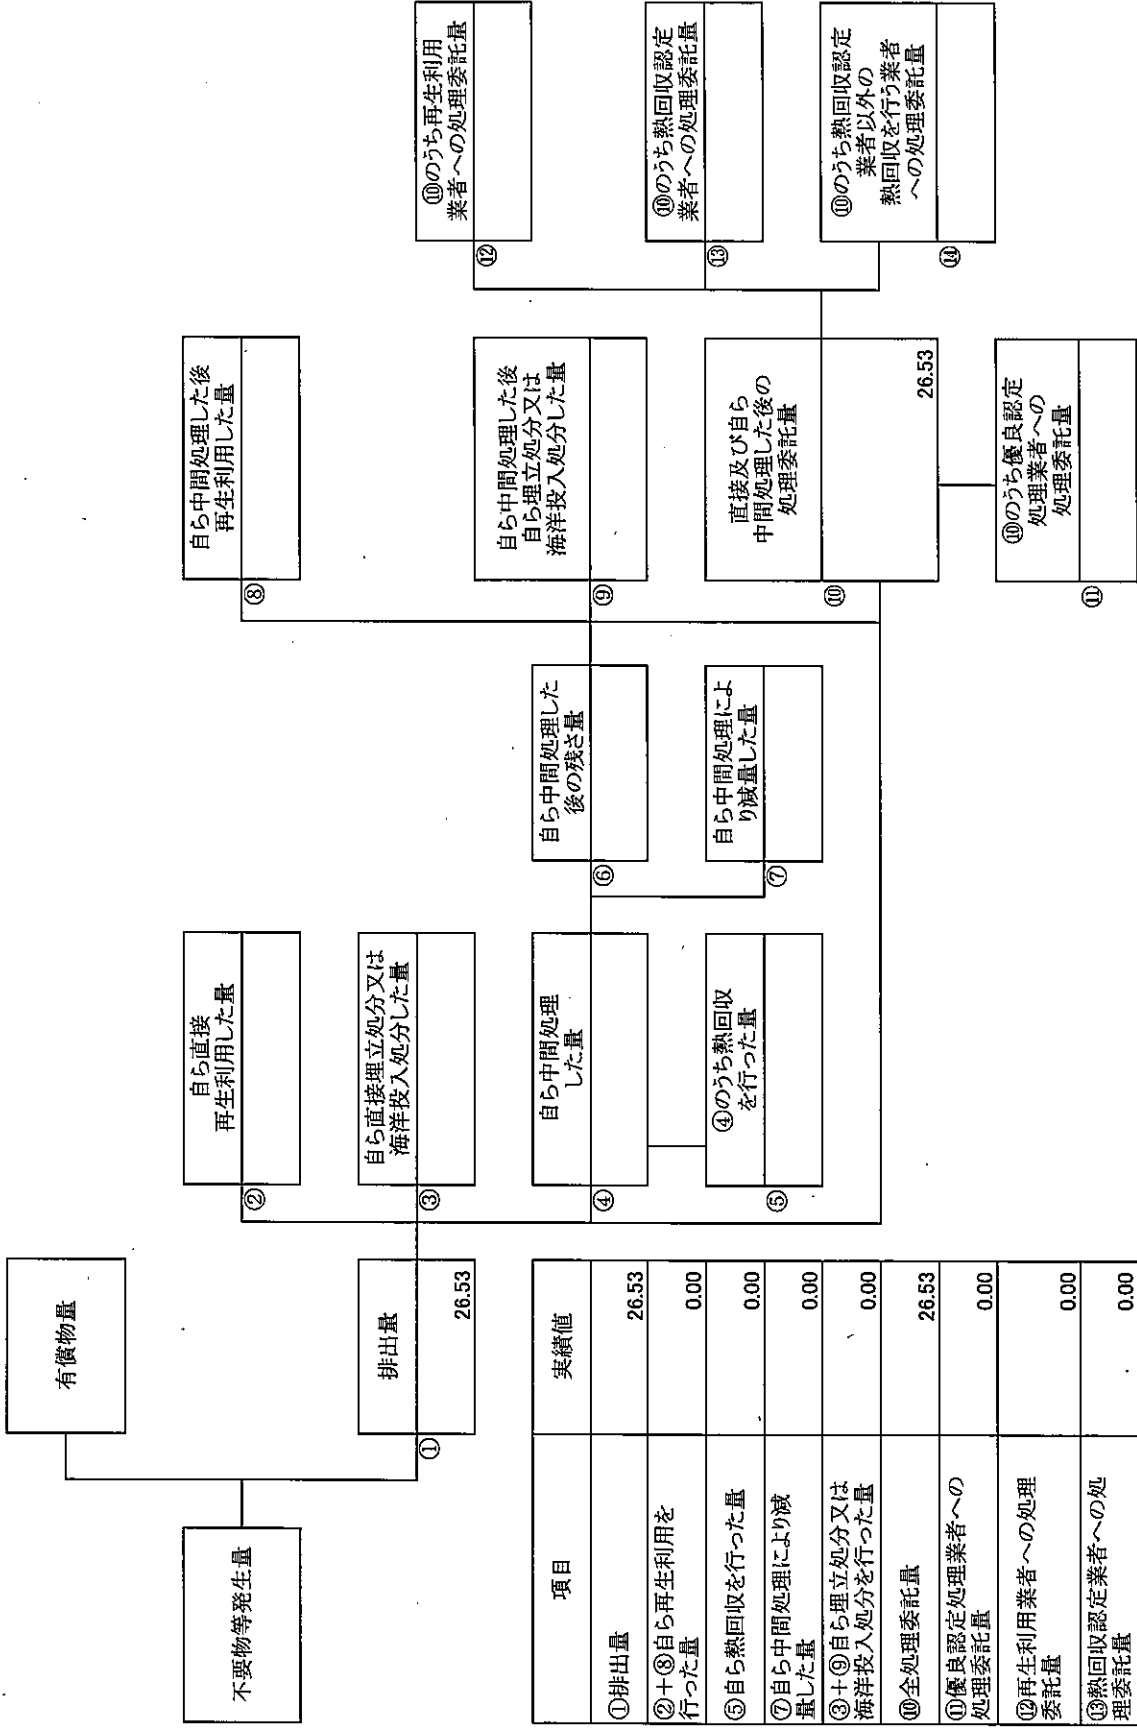 不要物等発生量
有償物量
①
排出量
26.53
②
自ら直接
再生利用した量
③
自ら直接埋立処分又は
海洋投入処分した量
④
自ら中間処理
した量
⑤
④のうち熱回収
を行った量
⑥
自ら中間処理した
後の残さ量
⑦
自ら中間処理によ
り減量した量
⑧
自ら中間処理した後
再生利用した量
⑨
自ら中間処理した後
自ら埋立処分又は
海洋投入処分した量
⑩
直接及び自ら
中間処理した後の
処理委託量
26.53
⑪
⑩のうち優良認定
処理業者への
処理委託量
⑫
⑩のうち再生利用
業者への処理委託量
⑬
⑩のうち熱回収認定
業者への処理委託量
⑭
⑩のうち熱回収認定
業者以外の
熱回収を行う業者
への処理委託量
項目 実績値
①排出量 26.53
②+⑧自ら再生利用を
行った量 0.00
⑤自ら熱回収を行った量 0.00
⑦自ら中間処理により減
量した量 0.00
③+⑨自ら埋立処分又は
海洋投入処分を行った量 0.00
⑩全処理委託量 26.53
⑪優良認定処理業者への
処理委託量 0.00
⑫再生利用業者への処理
委託量 0.00
⑬熱回収認定業者への処
理委託量 0.00